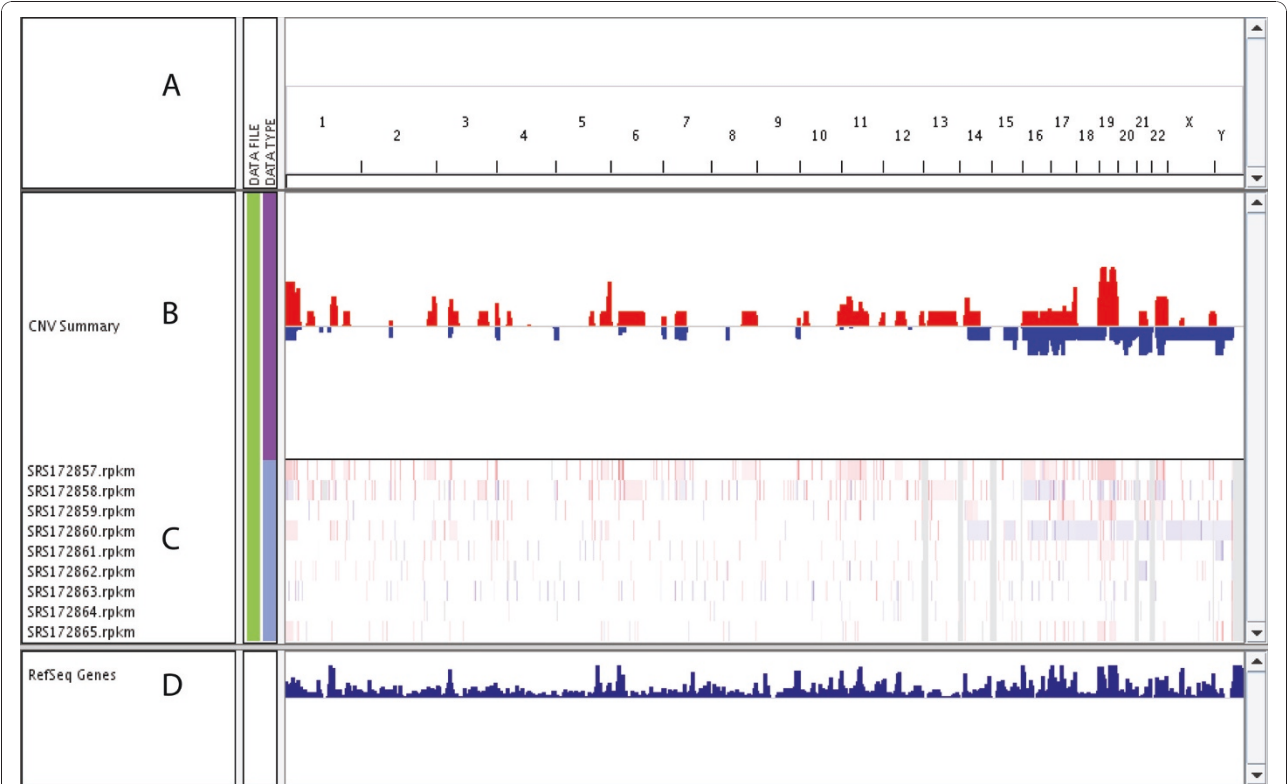 A
DATA FILE
DATA TYPE
1 3 5 7 9 11 13 15 17 19 21 X
2 4 6 8 10 12 14 16 18 20 22 Y
CNV Summary
B
SRS172857.rpkm
SRS172858.rpkm
SRS172859.rpkm
SRS172860.rpkm
C
SRS172861.rpkm
SRS172862.rpkm
SRS172863.rpkm
SRS172864.rpkm
SRS172865.rpkm
RefSeq Genes
D